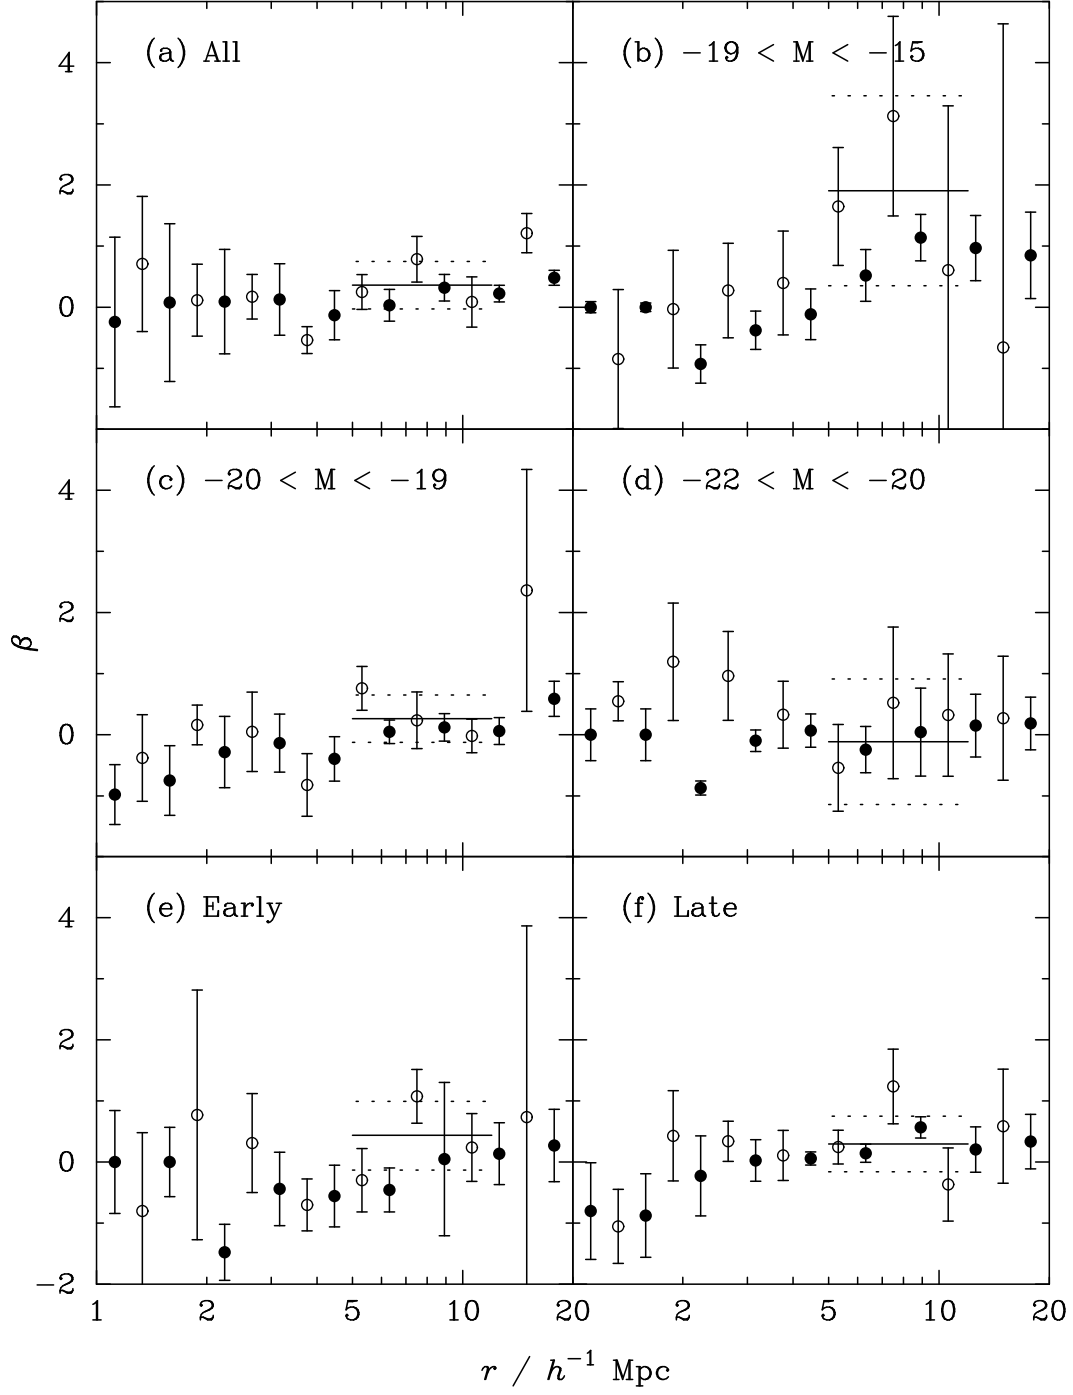 (a) All
(b) −19 < M < −15
4
2
0
(c) −20 < M < −19
(d) −22 < M < −20
4
2
0
β
(e) Early
(f) Late
4
2
0
−2
1 2 5 10 20 2 5 10 20
r / h⁻¹ Mpc